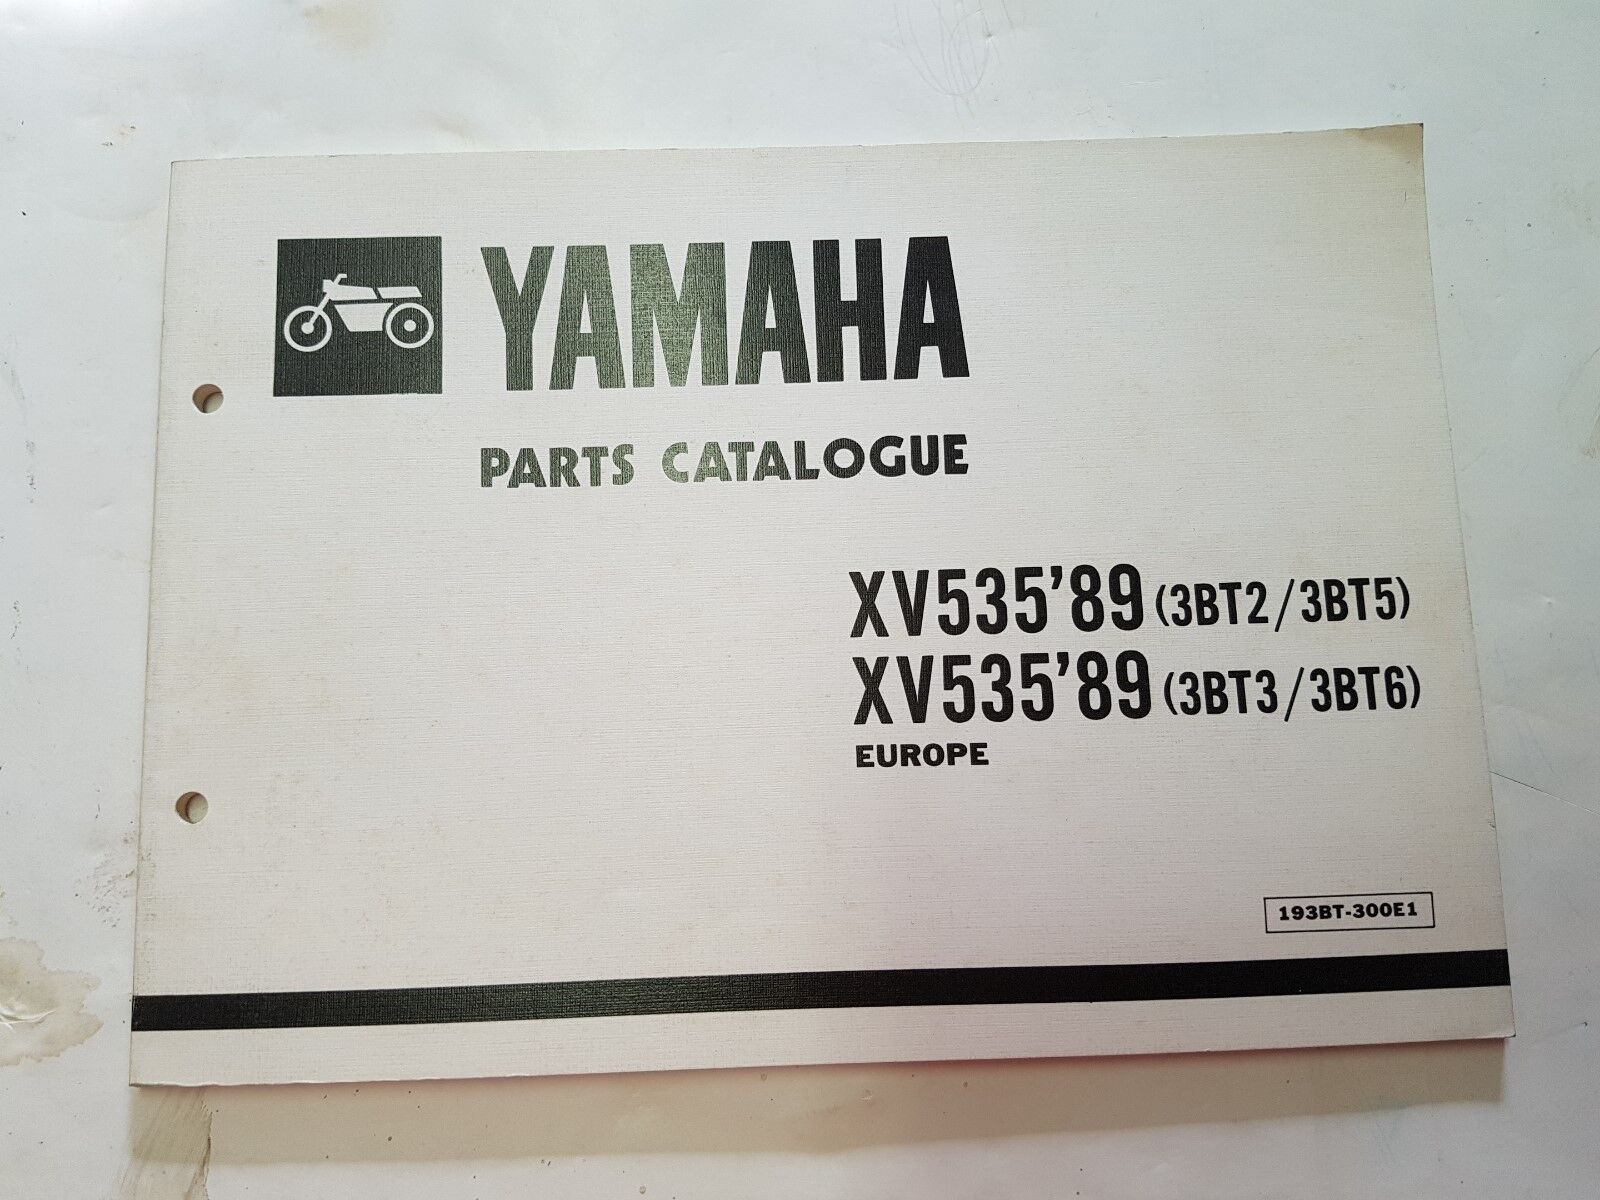 YAMAHA
PARTS CATALOGUE
XV535'89 (3BT2/3BT5)
XV535'89 (3BT3/3BT6)
EUROPE
193BT-300E1